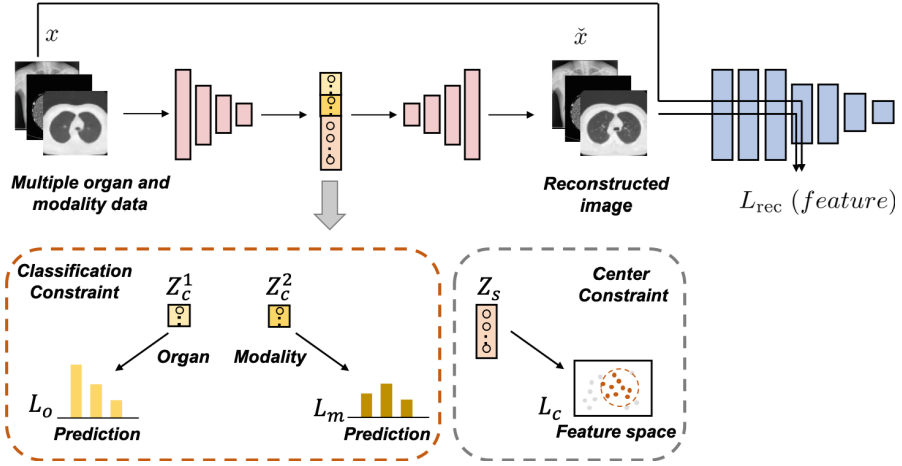 x
x̌
Multiple organ and
modality data
Reconstructed
image
L_rec (feature)
Classification
Constraint
Z_c^1
Z_c^2
Organ
Modality
L_o
Prediction
L_m
Prediction
Z_s
Center
Constraint
L_c
Feature space